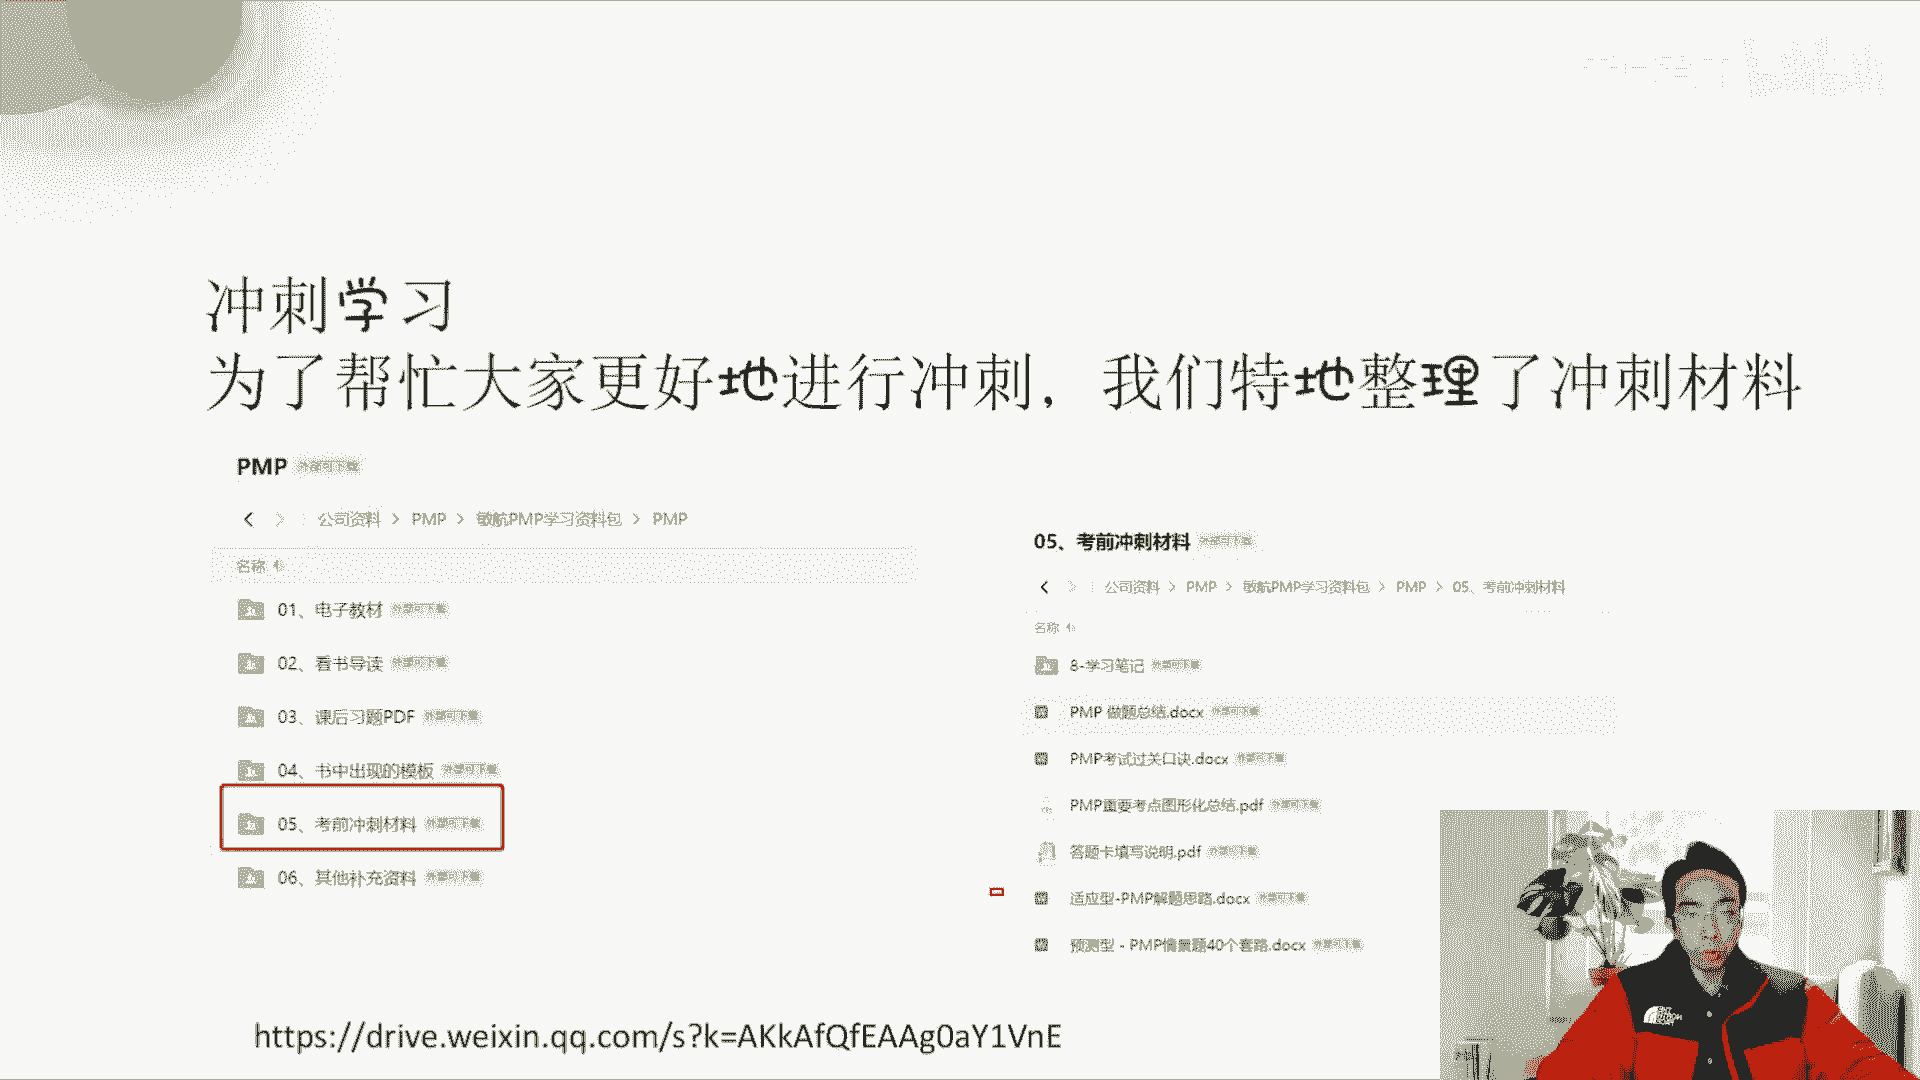 冲刺学习
为了帮忙大家更好地进行冲刺，我们特地整理了冲刺材料
PMP 外部可下载
公司资料 > PMP > 敏航PMP学习资料包 > PMP
名称
01、电子教材 外部可下载
02、看书导读 外部可下载
03、课后习题PDF 外部可下载
04、书中出现的模板 外部可下载
05、考前冲刺材料 外部可下载
06、其他补充资料 外部可下载
05、考前冲刺材料 外部可下载
公司资料 > PMP > 敏航PMP学习资料包 > PMP > 05、考前冲刺材料
名称
8-学习笔记 外部可下载
PMP 做题总结.docx 外部可下载
PMP考试过关口诀.docx 外部可下载
PMP重要考点图形化总结.pdf 外部可下载
答题卡填写说明.pdf 外部可下载
适应型-PMP解题思路.docx 外部可下载
预测型 - PMP情景题40个套路.docx 外部可下载
https://drive.weixin.qq.com/s?k=AKkAfQfEAAg0aY1VnE